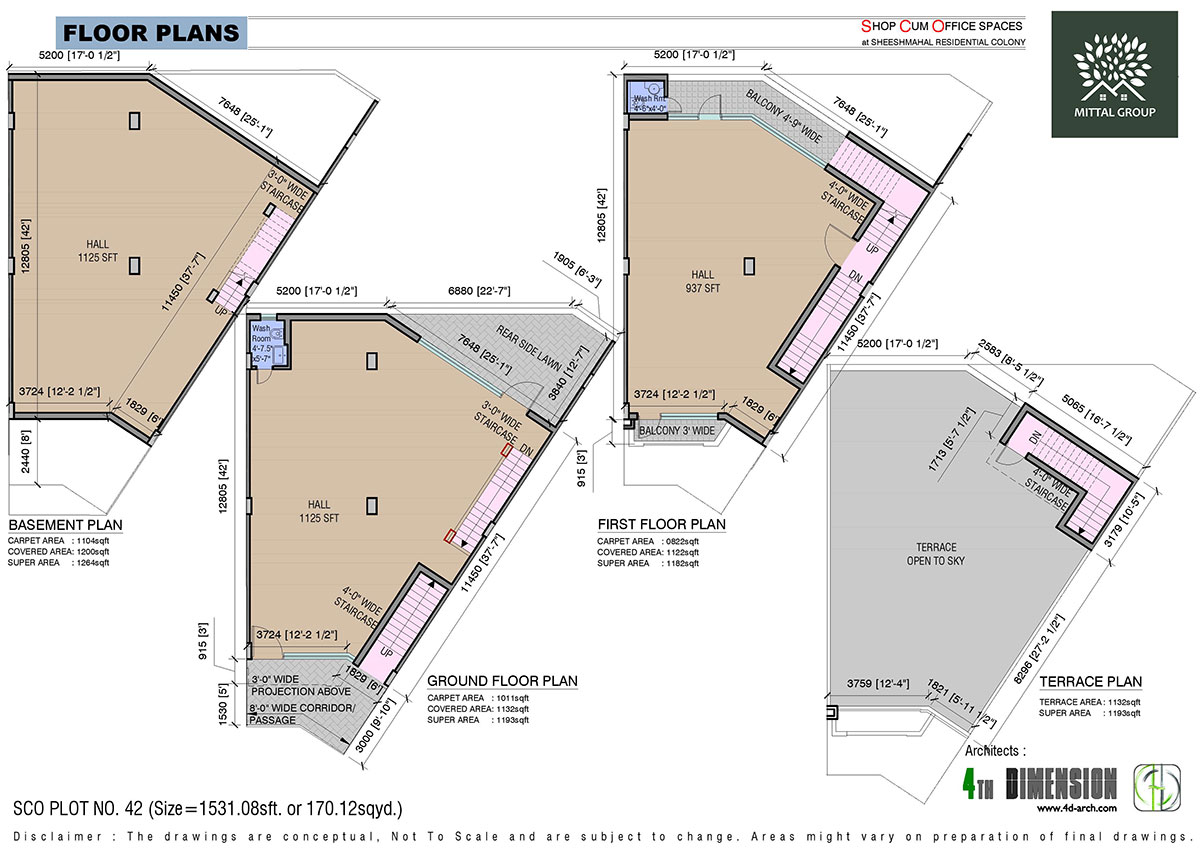 FLOOR PLANS
SHOP CUM OFFICE SPACES
at SHEESHMAHAL RESIDENTIAL COLONY
MITTAL GROUP
5200 [17'-0 1/2"]
7648 [25'-1"]
3'-0" WIDE
STAIRCASE
12805 [42']
HALL
1125 SFT
11450 [37'-7"]
UP
3724 [12'-2 1/2"]
1829 [6'
2440 [8']
BASEMENT PLAN
CARPET AREA : 1104sqft
COVERED AREA: 1200sqft
SUPER AREA : 1264sqft
5200 [17'-0 1/2"]
6880 [22'-7"]
1905 [6'-3"]
Wash
Room
4'-7.5"
x5'-7"
REAR SIDE LAWN
7648 [25'-1"]
3840 [12'-7"]
3'-0" WIDE
STAIRCASE
DN
12805 [42']
HALL
1125 SFT
11450 [37'-7"]
4'-0" WIDE
STAIRCASE
UP
915 [3']
3724 [12'-2 1/2"]
1829 [6'
3'-0" WIDE
PROJECTION ABOVE
8'-0" WIDE CORRIDOR/
PASSAGE
1530 [5']
3000 [9'-10"]
GROUND FLOOR PLAN
CARPET AREA : 1011sqft
COVERED AREA: 1132sqft
SUPER AREA : 1193sqft
5200 [17'-0 1/2"]
Wash Rm
4'-6"x4'-0"
BALCONY 4'-9" WIDE
7648 [25'-1"]
4'-0" WIDE
STAIRCASE
12805 [42']
UP
DN
HALL
937 SFT
11450 [37'-7"]
3724 [12'-2 1/2"]
1829 [6'
BALCONY 3' WIDE
915 [3']
FIRST FLOOR PLAN
CARPET AREA : 0822sqft
COVERED AREA: 1122sqft
SUPER AREA : 1182sqft
5200 [17'-0 1/2"]
2583 [8'-5 1/2"]
5065 [16'-7 1/2"]
1713 [5'-7 1/2"]
DN
4'-0" WIDE
STAIRCASE
3179 [10'-5"]
TERRACE
OPEN TO SKY
8296 [27'-2 1/2"]
3759 [12'-4"]
1821 [5'-11 1/2"]
TERRACE PLAN
TERRACE AREA : 1132sqft
SUPER AREA : 1193sqft
Architects :
4TH DIMENSION
www.4d-arch.com
SCO PLOT NO. 42 (Size=1531.08sft. or 170.12sqyd.)
Disclaimer : The drawings are conceptual, Not To Scale and are subject to change. Areas might vary on preparation of final drawings.